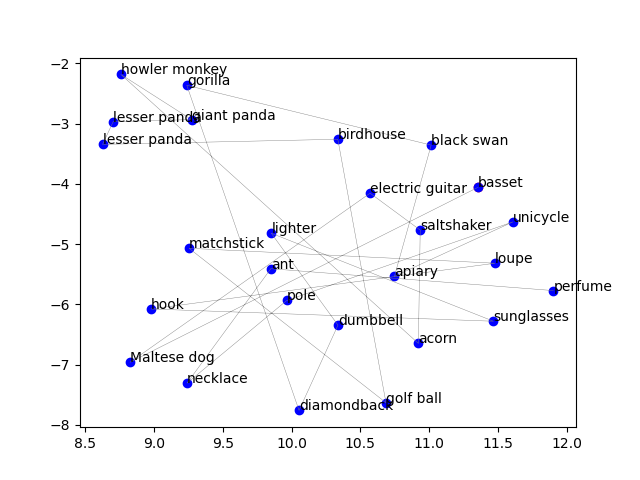 −2
−3
−4
−5
−6
−7
−8
8.5
9.0
9.5
10.0
10.5
11.0
11.5
12.0
howler monkey
gorilla
lesser panda
giant panda
lesser panda
birdhouse
black swan
electric guitar
basset
unicycle
saltshaker
lighter
matchstick
loupe
ant
apiary
perfume
pole
hook
dumbbell
sunglasses
acorn
Maltese dog
necklace
diamondback
golf ball